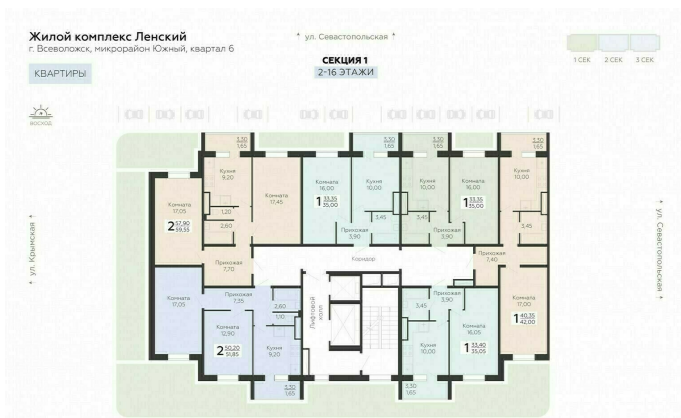 Жилой комплекс Ленский
г. Всеволожск, микрорайон Южный, квартал 6
КВАРТИРЫ
ул. Севастопольская
СЕКЦИЯ 1
2-16 ЭТАЖИ
1 СЕК 2 СЕК 3 СЕК
ВОСХОД
3,30
1,65
Кухня
9,20
Комната
17,45
Комната
17,05
2 57,90
59,55
1,20
2,60
Прихожая
7,70
Комната
16,00
1 33,35
35,00
3,30
1,65
Кухня
10,00
3,45
Прихожая
3,90
3,30
1,65
Кухня
10,00
3,45
Прихожая
3,90
Комната
16,00
1 33,35
35,00
3,30
1,65
Кухня
10,00
3,45
Прихожая
7,40
Комната
17,00
1 40,35
42,00
Коридор
Лифтовой
холл
Комната
17,05
Прихожая
7,35
2,60
1,10
Комната
12,90
2 50,20
51,85
Кухня
9,20
3,30
1,65
3,45
Прихожая
3,90
Кухня
10,00
3,30
1,65
Комната
16,05
1 33,40
35,05
ул. Крымская
ул. Севастопольская